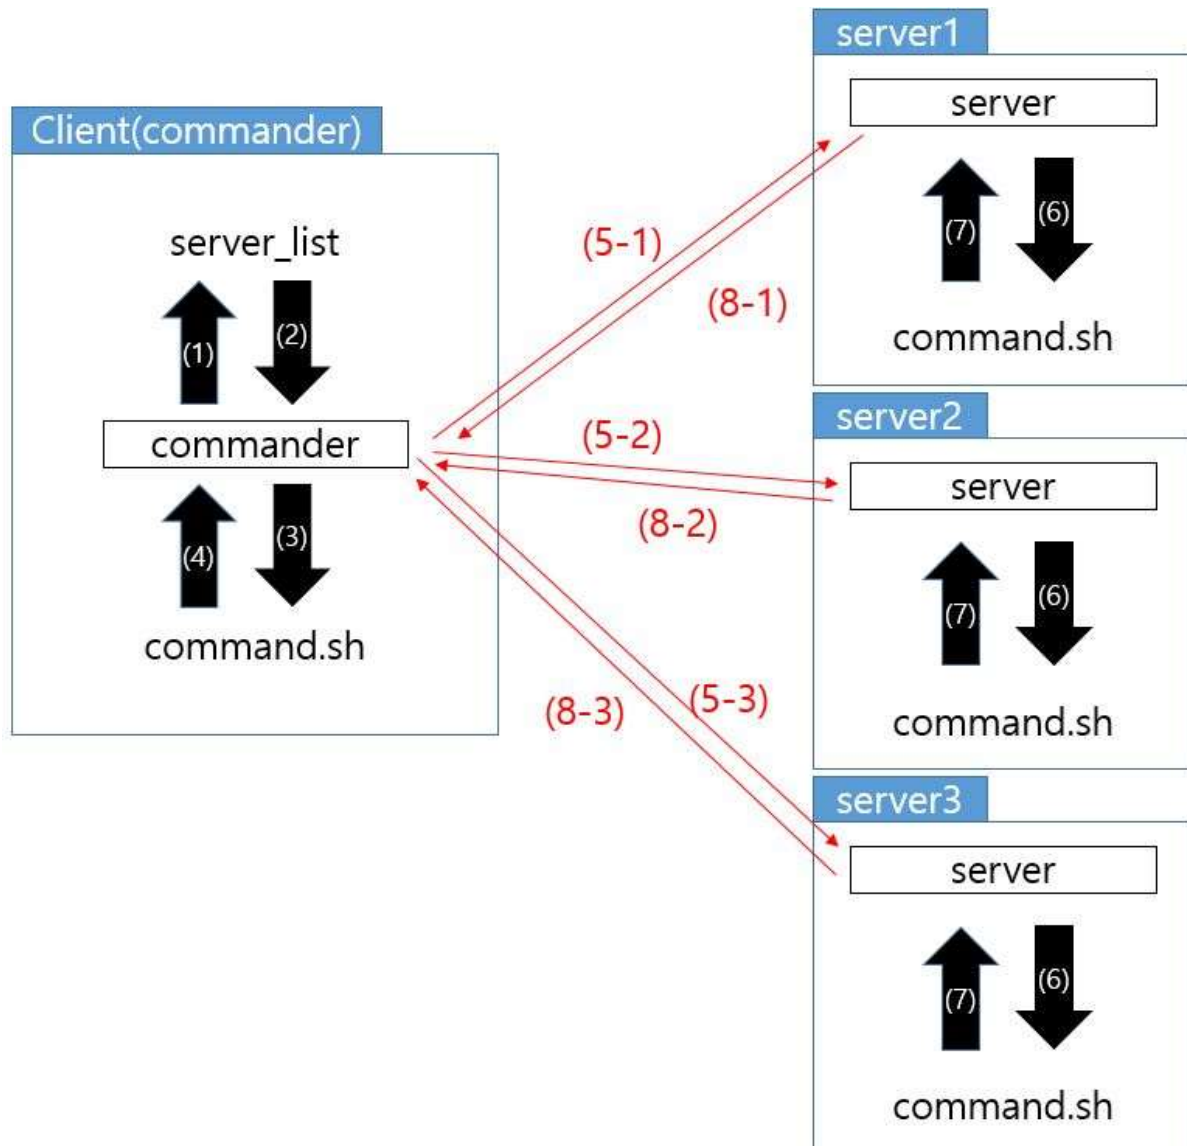 Client(commander)
server_list
(1)
(2)
commander
(4)
(3)
command.sh
(5-1)
(8-1)
(5-2)
(8-2)
(5-3)
(8-3)
server1
server
(7)
(6)
command.sh
server2
server
(7)
(6)
command.sh
server3
server
(7)
(6)
command.sh